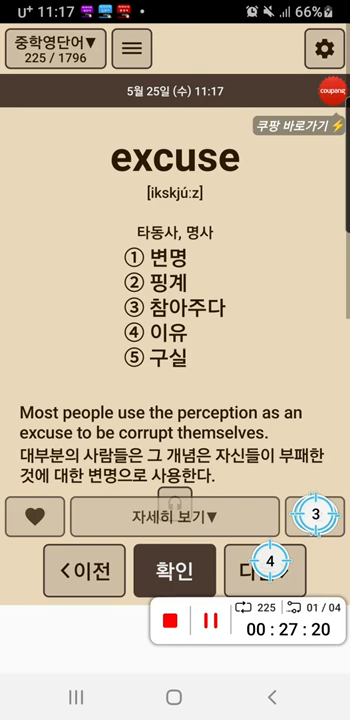 U⁺ 11:17 66%
중학영단어▼
225 / 1796
5월 25일 (수) 11:17
coupang
쿠팡 바로가기⚡
excuse
[ikskjú:z]
타동사, 명사
① 변명
② 핑계
③ 참아주다
④ 이유
⑤ 구실
Most people use the perception as an
excuse to be corrupt themselves.
대부분의 사람들은 그 개념은 자신들이 부패한
것에 대한 변명으로 사용한다.
자세히 보기▼
3
<이전
확인
4
225
01 / 04
00 : 27 : 20